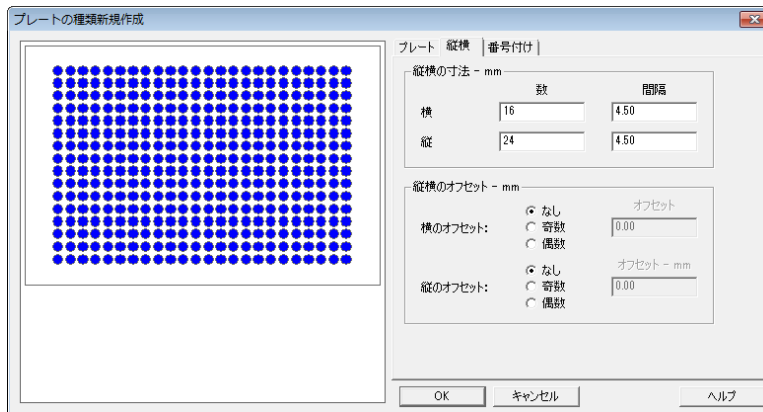 プレートの種類新規作成
プレート 縦横 番号付け
縦横の寸法 - mm
数 間隔
横 16 4.50
縦 24 4.50
縦横のオフセット - mm
横のオフセット:
なし
奇数
偶数
オフセット
0.00
縦のオフセット:
なし
奇数
偶数
オフセット - mm
0.00
OK キャンセル ヘルプ